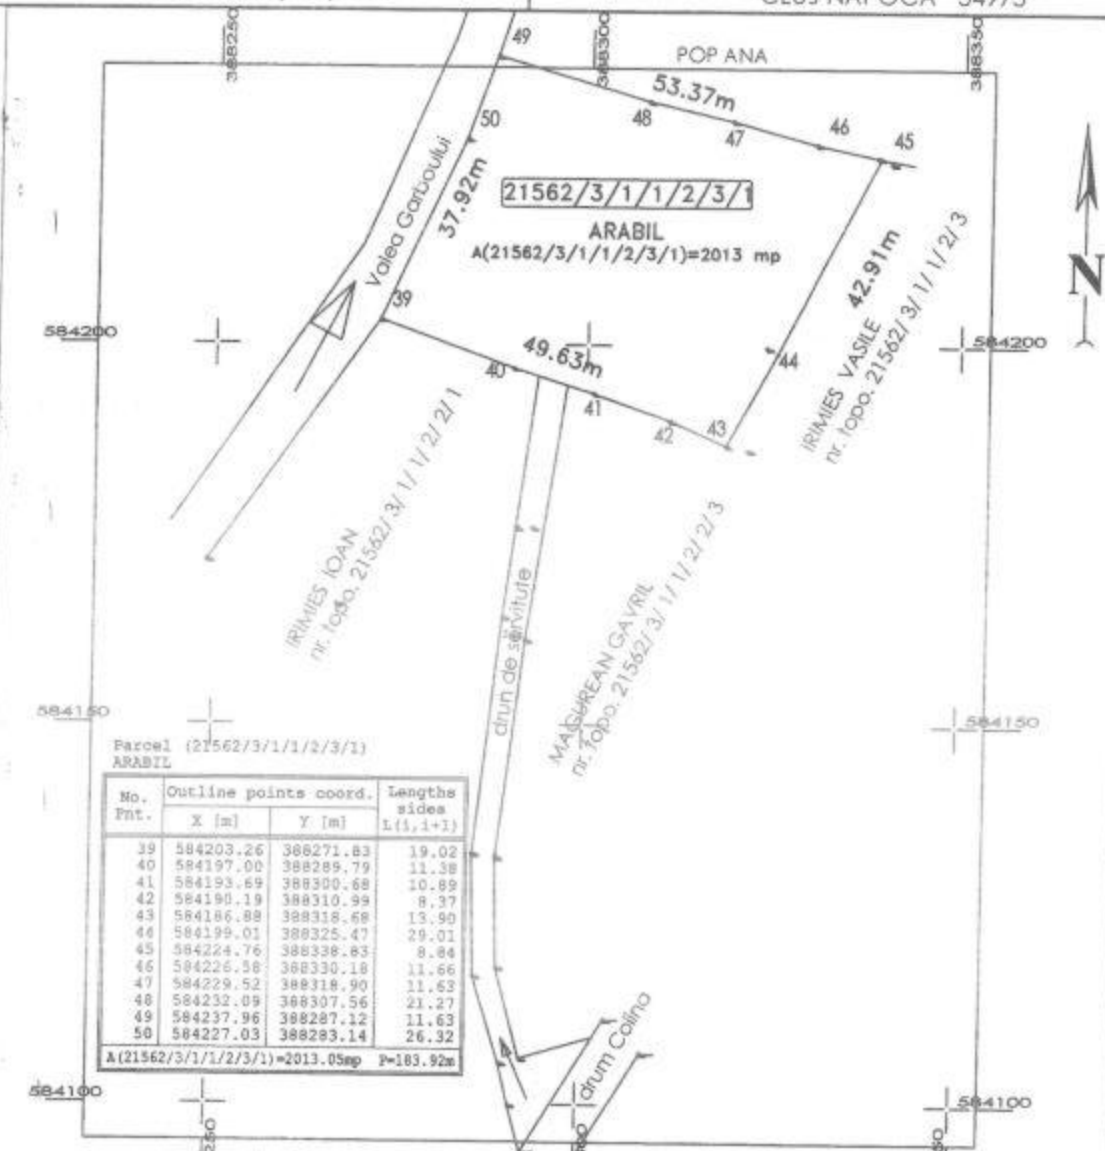 388250
388300
388350
49
POP ANA
53.37m
48
47
46
45
50
Valea Garboului
37.92m
21562/3/1/1/2/3/1
ARABIL
A(21562/3/1/1/2/3/1)=2013 mp
42.91m
IRIMIES VASILE
nr. topo. 21562/3/1/1/2/3
N
39
584200
584200
49.63m
40
41
42
43
44
IRIMIES IOAN
nr. topo. 21562/3/1/1/2/2/1
drun de servitute
MAGUREAN GAVRIL
nr. topo. 21562/3/1/1/2/2/3
584150
584150
Parcel (21562/3/1/1/2/3/1)
ARABIL
No. Pnt. Outline points coord. Lengths sides L(i,i+1)
X [m] Y [m]
39 584203.26 388271.83 19.02
40 584197.00 388289.79 11.38
41 584193.69 388300.68 10.89
42 584190.19 388310.99 8.37
43 584186.88 388318.68 13.90
44 584199.01 388325.47 29.01
45 584224.76 388338.83 8.84
46 584226.58 388330.18 11.66
47 584229.52 388318.90 11.63
48 584232.09 388307.56 21.27
49 584237.96 388287.12 11.63
50 584227.03 388283.14 26.32
A(21562/3/1/1/2/3/1)=2013.05mp P=183.92m
drum Colino
584100
584100